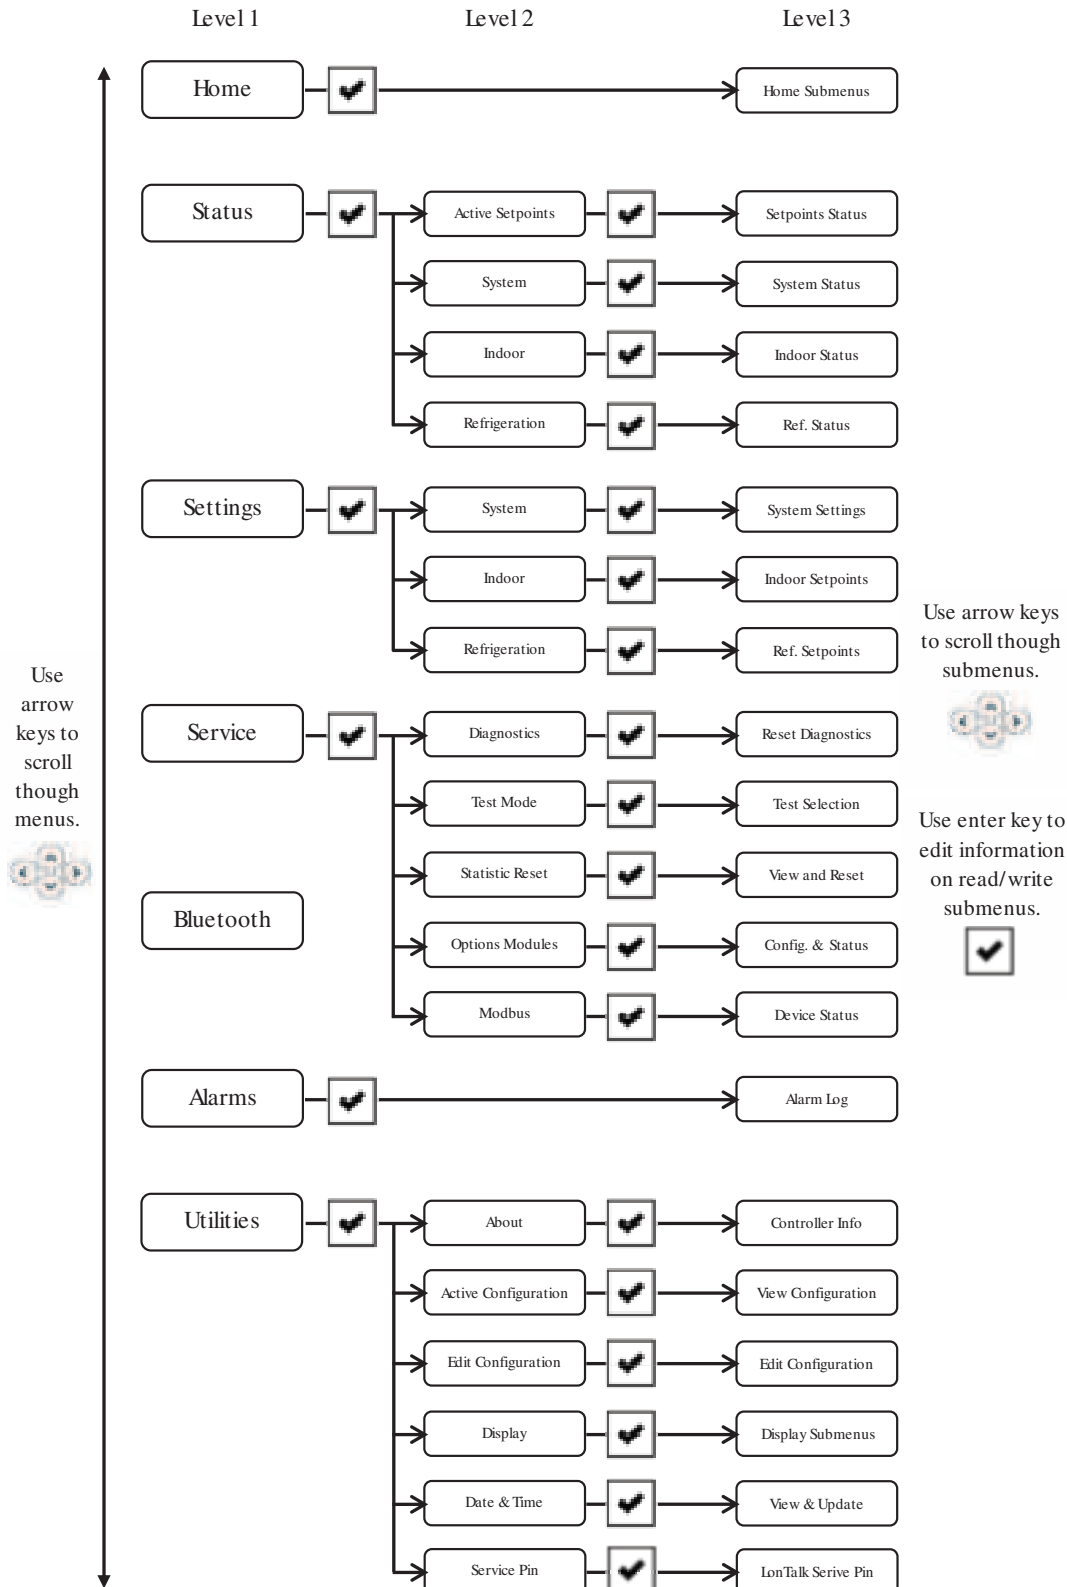 Level 1
Level 2
Level 3
Home
Home Submenus
Status
Active Setpoints
Setpoints Status
System
System Status
Indoor
Indoor Status
Refrigeration
Ref. Status
Settings
System
System Settings
Indoor
Indoor Setpoints
Refrigeration
Ref. Setpoints
Use arrow keys
to scroll though
submenus.
Use
arrow
keys to
scroll
though
menus.
Service
Diagnostics
Reset Diagnostics
Test Mode
Test Selection
Use enter key to
edit information
on read/write
submenus.
Statistic Reset
View and Reset
Bluetooth
Options Modules
Config. & Status
Modbus
Device Status
Alarms
Alarm Log
Utilities
About
Controller Info
Active Configuration
View Configuration
Edit Configuration
Edit Configuration
Display
Display Submenus
Date & Time
View & Update
Service Pin
LonTalk Serive Pin